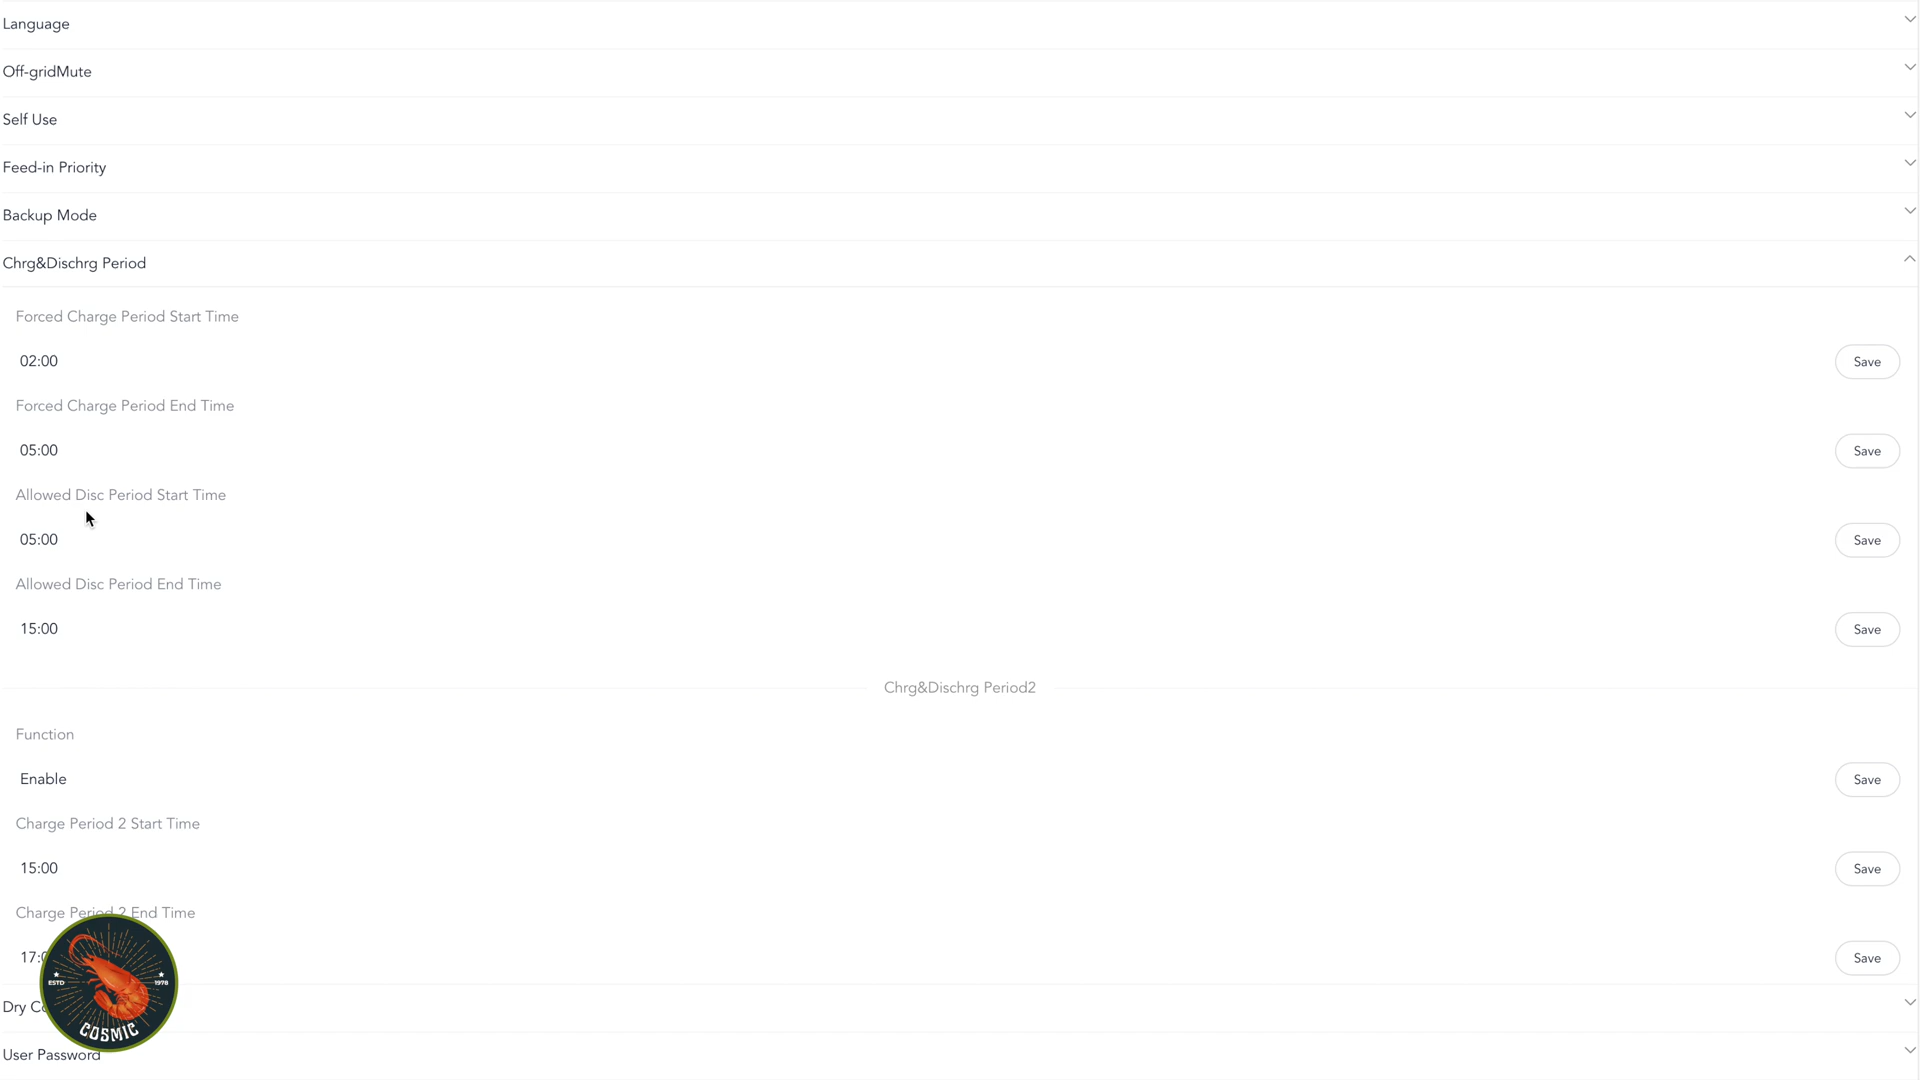 Language
Off-gridMute
Self Use
Feed-in Priority
Backup Mode
Chrg&Dischrg Period
Forced Charge Period Start Time
02:00
Save
Forced Charge Period End Time
05:00
Save
Allowed Disc Period Start Time
05:00
Save
Allowed Disc Period End Time
15:00
Save
Chrg&Dischrg Period2
Function
Enable
Save
Charge Period 2 Start Time
15:00
Save
Charge Period 2 End Time
Save
ESTD
1978
COSMIC
Dry
User Password